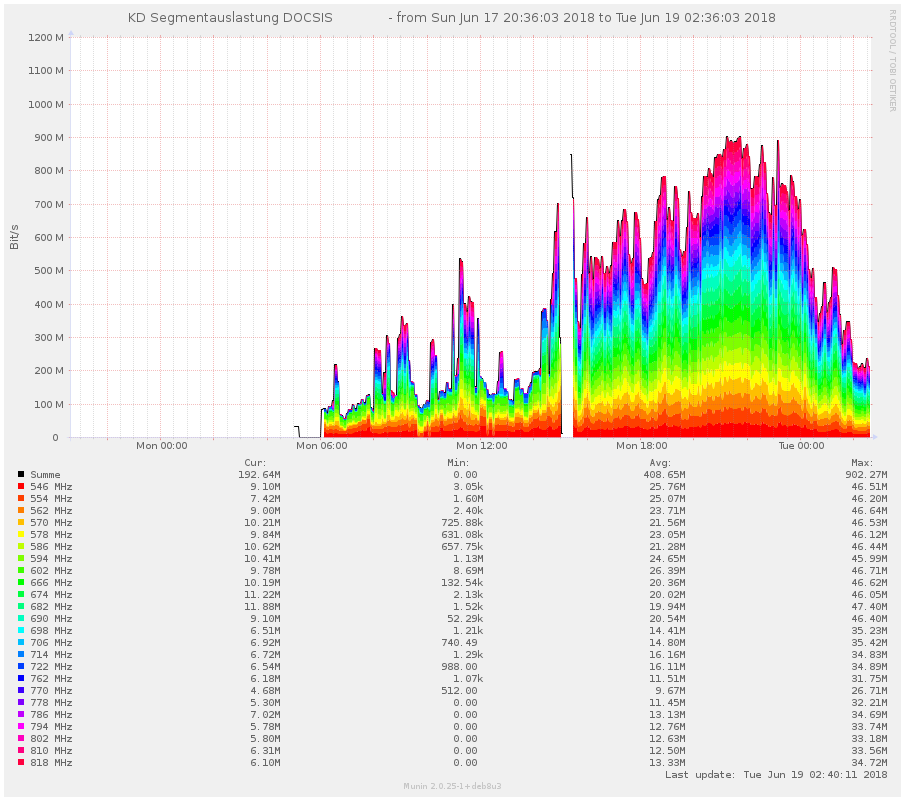 KD Segmentauslastung DOCSIS - from Sun Jun 17 20:36:03 2018 to Tue Jun 19 02:36:03 2018
RRDTOOL / TOBI OETIKER
Bit/s
1200 M
1100 M
1000 M
900 M
800 M
700 M
600 M
500 M
400 M
300 M
200 M
100 M
0
Mon 00:00 Mon 06:00 Mon 12:00 Mon 18:00 Tue 00:00
Cur: Min: Avg: Max:
Summe 192.64M 0.00 408.65M 902.27M
546 MHz 9.10M 3.05k 25.76M 46.51M
554 MHz 7.42M 1.60M 25.07M 46.20M
562 MHz 9.00M 2.40k 23.71M 46.64M
570 MHz 10.21M 725.88k 21.56M 46.53M
578 MHz 9.84M 631.08k 23.05M 46.12M
586 MHz 10.62M 657.75k 21.28M 46.44M
594 MHz 10.41M 1.13M 24.65M 45.99M
602 MHz 9.78M 8.69M 26.39M 46.71M
666 MHz 10.19M 132.54k 20.36M 46.62M
674 MHz 11.22M 2.13k 20.02M 46.05M
682 MHz 11.88M 1.52k 19.94M 47.40M
690 MHz 9.10M 52.29k 20.54M 46.40M
698 MHz 6.51M 1.21k 14.41M 35.23M
706 MHz 6.92M 740.49 14.80M 35.42M
714 MHz 6.72M 1.29k 16.16M 34.83M
722 MHz 6.54M 988.00 16.11M 34.89M
762 MHz 6.18M 1.07k 11.51M 31.75M
770 MHz 4.68M 512.00 9.67M 26.71M
778 MHz 5.30M 0.00 11.45M 32.21M
786 MHz 7.02M 0.00 13.13M 34.69M
794 MHz 5.78M 0.00 12.76M 33.74M
802 MHz 5.80M 0.00 12.63M 33.18M
810 MHz 6.31M 0.00 12.50M 33.56M
818 MHz 6.10M 0.00 13.33M 34.72M
Last update: Tue Jun 19 02:40:11 2018
Munin 2.0.25-1+deb8u3